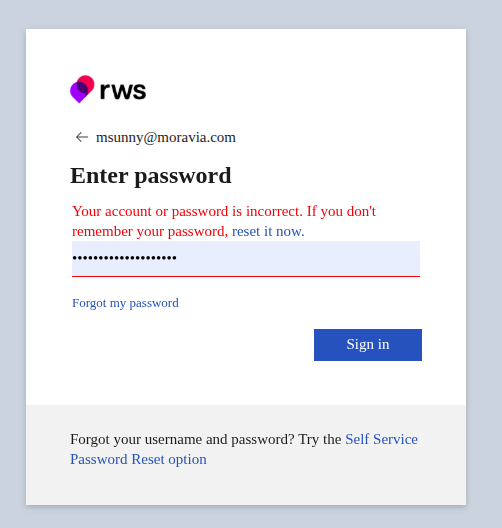 rws
msunny@moravia.com
Enter password
Your account or password is incorrect. If you don't
remember your password, reset it now.
••••••••••••••••••••
Forgot my password
Sign in
Forgot your username and password? Try the Self Service
Password Reset option